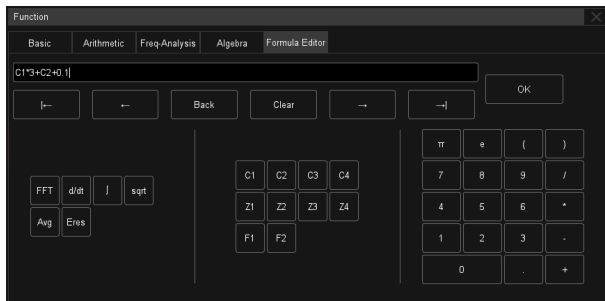 Function
Basic Arithmetic Freq-Analysis Algebra Formula Editor
C1*3+C2+0.1
OK
|← ← Back Clear → →|
π e ( )
C1 C2 C3 C4 7 8 9 /
FFT d/dt ∫ sqrt
Z1 Z2 Z3 Z4 4 5 6 *
Avg Eres
F1 F2 1 2 3 -
0 . +